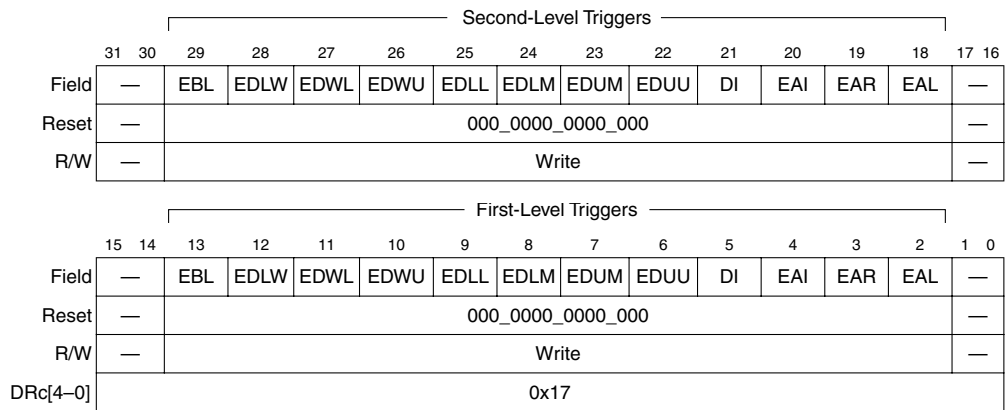 Second-Level Triggers
31 30 29 28 27 26 25 24 23 22 21 20 19 18 17 16
Field — EBL EDLW EDWL EDWU EDLL EDLM EDUM EDUU DI EAI EAR EAL —
Reset — 000_0000_0000_000 —
R/W — Write —
First-Level Triggers
15 14 13 12 11 10 9 8 7 6 5 4 3 2 1 0
Field — EBL EDLW EDWL EDWU EDLL EDLM EDUM EDUU DI EAI EAR EAL —
Reset — 000_0000_0000_000 —
R/W — Write —
DRc[4–0] 0x17